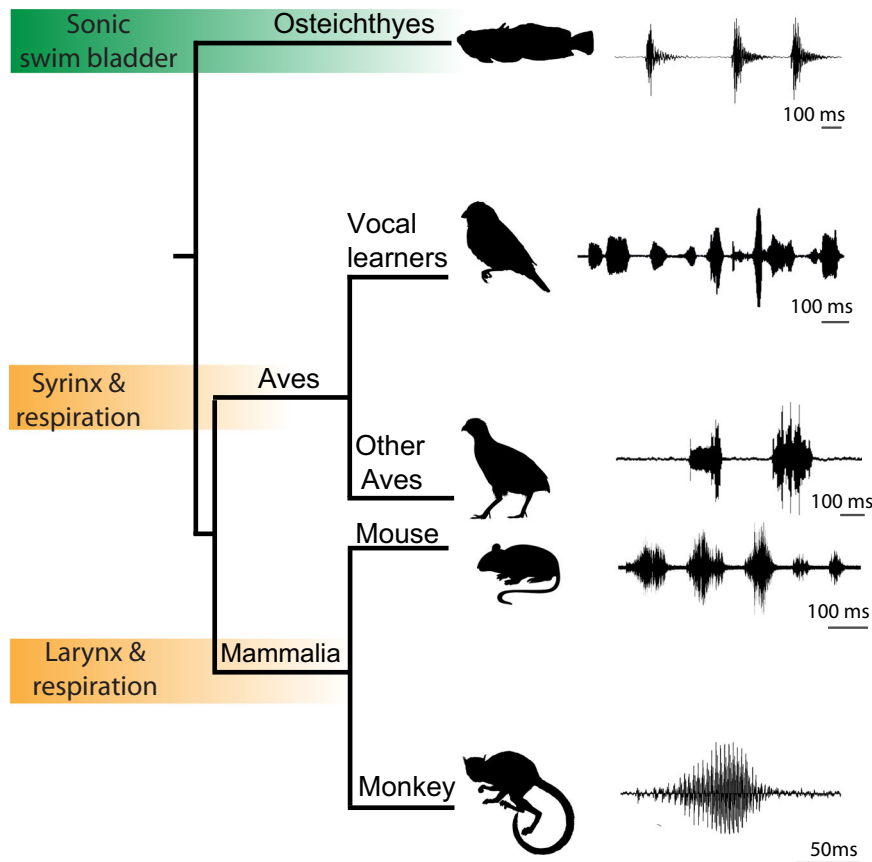 Sonic
swim bladder
Osteichthyes
100 ms
Vocal
learners
100 ms
Syrinx &
respiration
Aves
Other
Aves
100 ms
Mouse
100 ms
Larynx &
respiration
Mammalia
Monkey
50ms